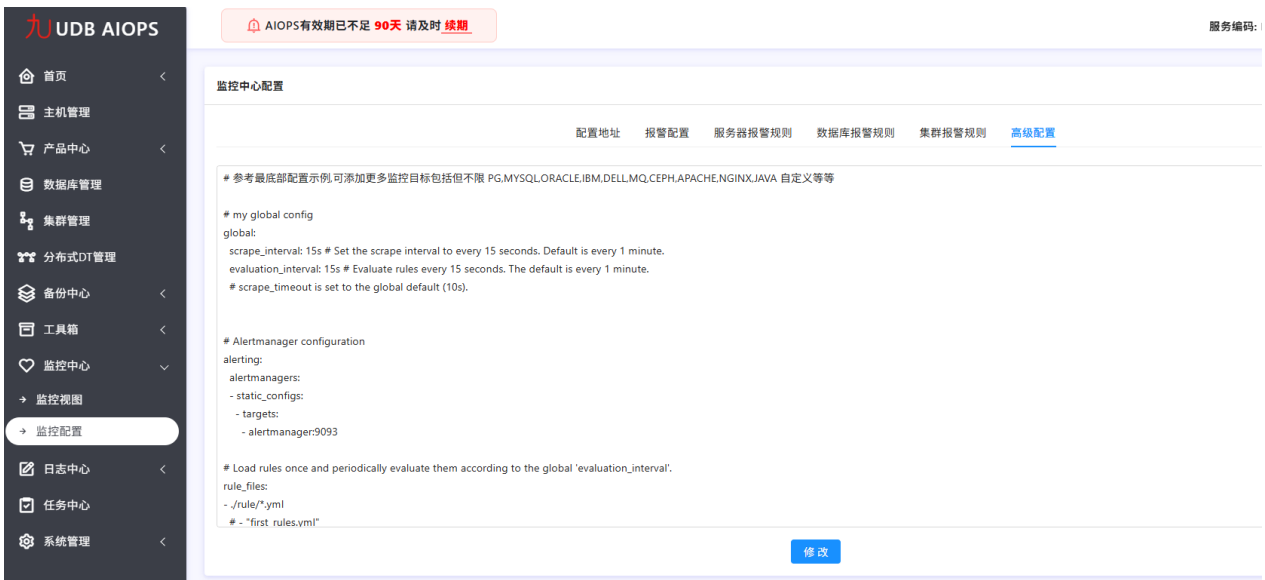 九 UDB AIOPS
AIOPS有效期已不足 90天 请及时 续期
服务编码:
首页
主机管理
产品中心
数据库管理
集群管理
分布式DT管理
备份中心
工具箱
监控中心
监控视图
监控配置
日志中心
任务中心
系统管理
监控中心配置
配置地址 报警配置 服务器报警规则 数据库报警规则 集群报警规则 高级配置
# 参考最底部配置示例,可添加更多监控目标包括但不限 PG,MYSQL,ORACLE,IBM,DELL,MQ,CEPH,APACHE,NGINX,JAVA 自定义等等
# my global config
global:
scrape_interval: 15s # Set the scrape interval to every 15 seconds. Default is every 1 minute.
evaluation_interval: 15s # Evaluate rules every 15 seconds. The default is every 1 minute.
# scrape_timeout is set to the global default (10s).
# Alertmanager configuration
alerting:
alertmanagers:
- static_configs:
- targets:
- alertmanager:9093
# Load rules once and periodically evaluate them according to the global 'evaluation_interval'.
rule_files:
- ./rule/*.yml
# - "first_rules.yml"
修 改